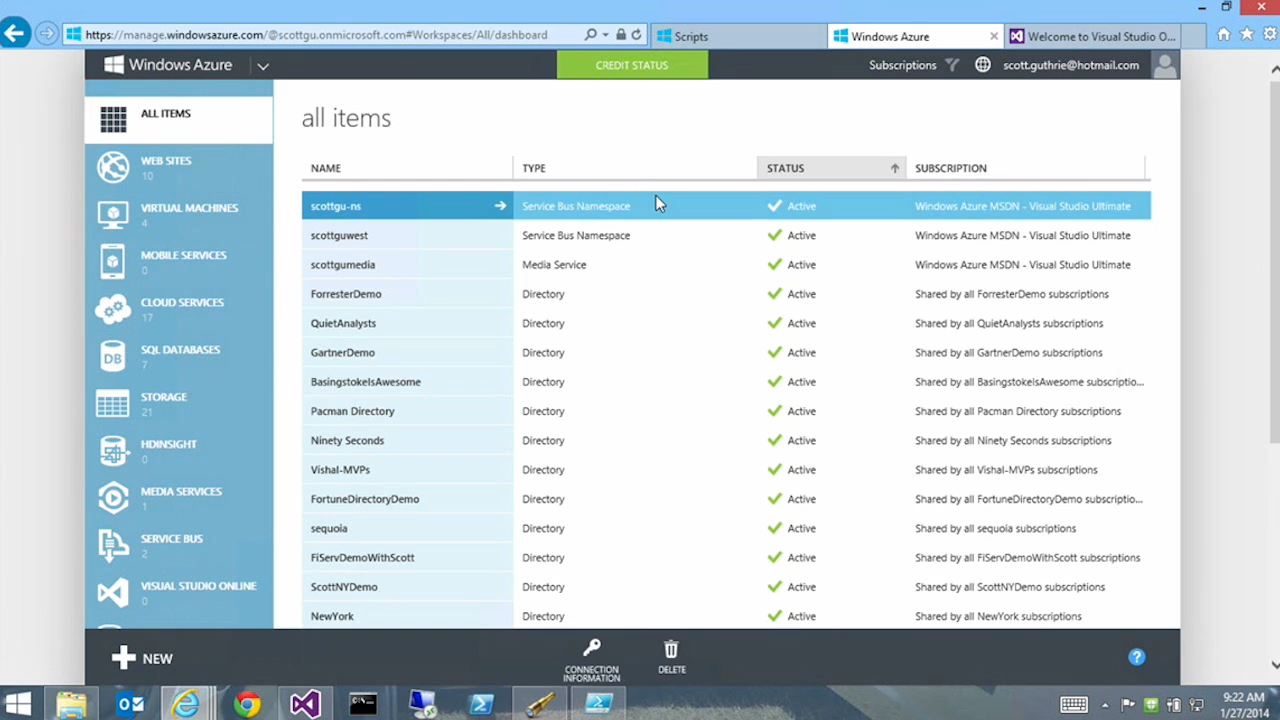 https://manage.windowsazure.com/@scottgu.onmicrosoft.com#Workspaces/All/dashboard
Scripts
Windows Azure
Welcome to Visual Studio O...
Windows Azure
CREDIT STATUS
Subscriptions
scott.guthrie@hotmail.com
ALL ITEMS
WEB SITES
10
VIRTUAL MACHINES
4
MOBILE SERVICES
0
CLOUD SERVICES
17
SQL DATABASES
7
DB
STORAGE
21
HDINSIGHT
0
MEDIA SERVICES
1
SERVICE BUS
2
VISUAL STUDIO ONLINE
0
all items
NAME TYPE STATUS SUBSCRIPTION
scottgu-ns Service Bus Namespace Active Windows Azure MSDN - Visual Studio Ultimate
scottguwest Service Bus Namespace Active Windows Azure MSDN - Visual Studio Ultimate
scottgumedia Media Service Active Windows Azure MSDN - Visual Studio Ultimate
ForresterDemo Directory Active Shared by all ForresterDemo subscriptions
QuietAnalysts Directory Active Shared by all QuietAnalysts subscriptions
GartnerDemo Directory Active Shared by all GartnerDemo subscriptions
BasingstokeIsAwesome Directory Active Shared by all BasingstokeIsAwesome subscriptio...
Pacman Directory Directory Active Shared by all Pacman Directory subscriptions
Ninety Seconds Directory Active Shared by all Ninety Seconds subscriptions
Vishal-MVPs Directory Active Shared by all Vishal-MVPs subscriptions
FortuneDirectoryDemo Directory Active Shared by all FortuneDirectoryDemo subscriptio...
sequoia Directory Active Shared by all sequoia subscriptions
FiServDemoWithScott Directory Active Shared by all FiServDemoWithScott subscriptions
ScottNYDemo Directory Active Shared by all ScottNYDemo subscriptions
NewYork Directory Active Shared by all NewYork subscriptions
NEW
CONNECTION
INFORMATION
DELETE
?
9:22 AM
1/27/2014